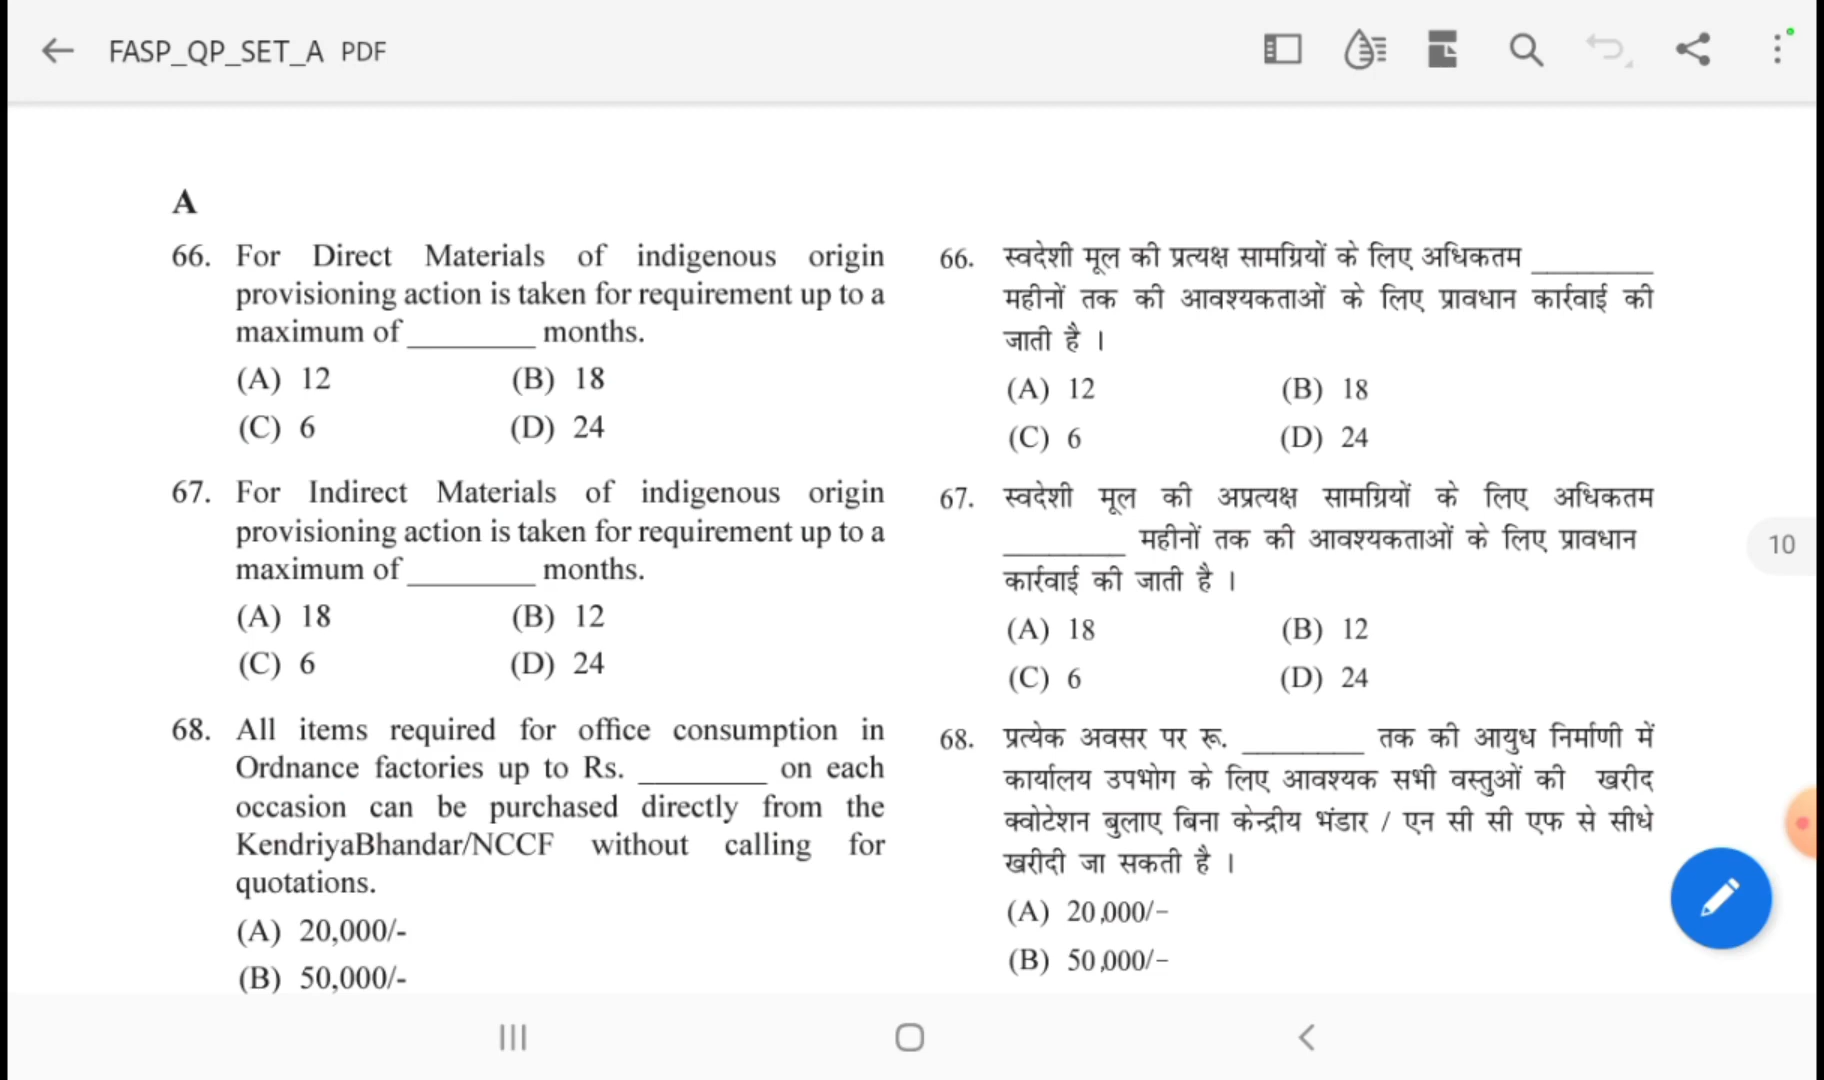 FASP_QP_SET_A PDF
A
66. For Direct Materials of indigenous origin
provisioning action is taken for requirement up to a
maximum of ________ months.
(A) 12 (B) 18
(C) 6 (D) 24
67. For Indirect Materials of indigenous origin
provisioning action is taken for requirement up to a
maximum of ________ months.
(A) 18 (B) 12
(C) 6 (D) 24
68. All items required for office consumption in
Ordnance factories up to Rs. ________ on each
occasion can be purchased directly from the
KendriyaBhandar/NCCF without calling for
quotations.
(A) 20,000/-
(B) 50,000/-
66. स्वदेशी मूल की प्रत्यक्ष सामग्रियों के लिए अधिकतम ________
महीनों तक की आवश्यकताओं के लिए प्रावधान कार्रवाई की
जाती है ।
(A) 12 (B) 18
(C) 6 (D) 24
67. स्वदेशी मूल की अप्रत्यक्ष सामग्रियों के लिए अधिकतम
________ महीनों तक की आवश्यकताओं के लिए प्रावधान
कार्रवाई की जाती है ।
(A) 18 (B) 12
(C) 6 (D) 24
68. प्रत्येक अवसर पर रू. ________ तक की आयुध निर्माणी में
कार्यालय उपभोग के लिए आवश्यक सभी वस्तुओं की खरीद
क्वोटेशन बुलाए बिना केन्द्रीय भंडार / एन सी सी एफ से सीधे
खरीदी जा सकती है ।
(A) 20,000/–
(B) 50,000/–
10